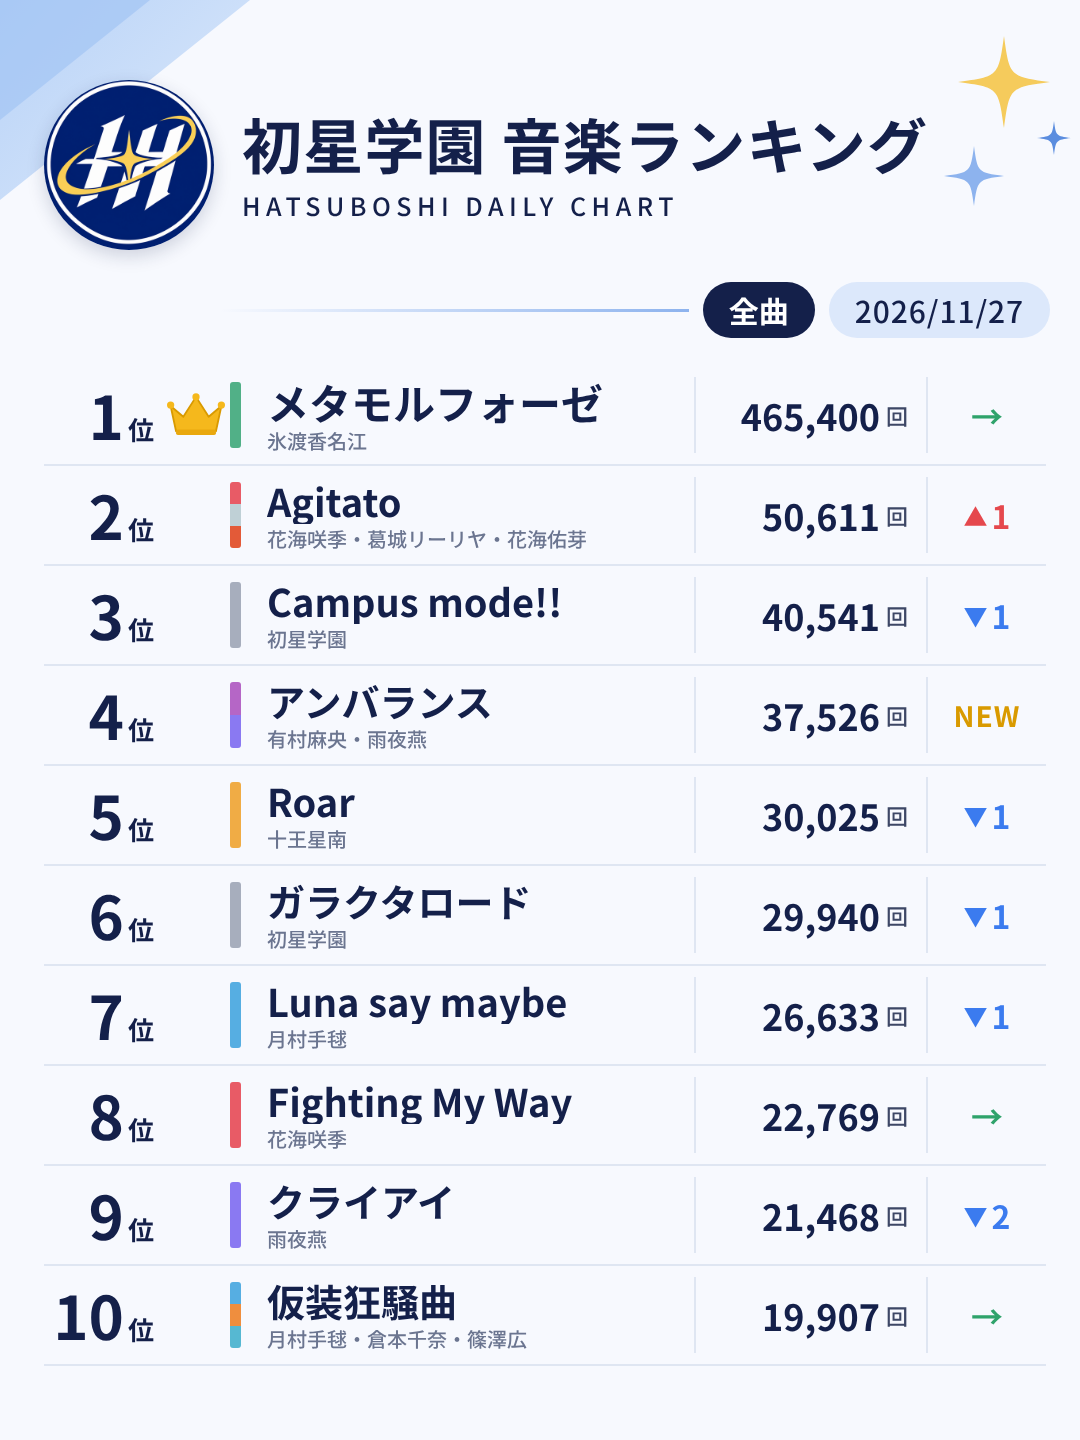 初星学園 音楽ランキング
HATSUBOSHI DAILY CHART
全曲 2026/11/27
1位 メタモルフォーゼ 465,400回 →
氷渡香名江
2位 Agitato 50,611回 ▲1
花海咲季・葛城リーリヤ・花海佑芽
3位 Campus mode!! 40,541回 ▼1
初星学園
4位 アンバランス 37,526回 NEW
有村麻央・雨夜燕
5位 Roar 30,025回 ▼1
十王星南
6位 ガラクタロード 29,940回 ▼1
初星学園
7位 Luna say maybe 26,633回 ▼1
月村手毬
8位 Fighting My Way 22,769回 →
花海咲季
9位 クライアイ 21,468回 ▼2
雨夜燕
10位 仮装狂騒曲 19,907回 →
月村手毬・倉本千奈・篠澤広